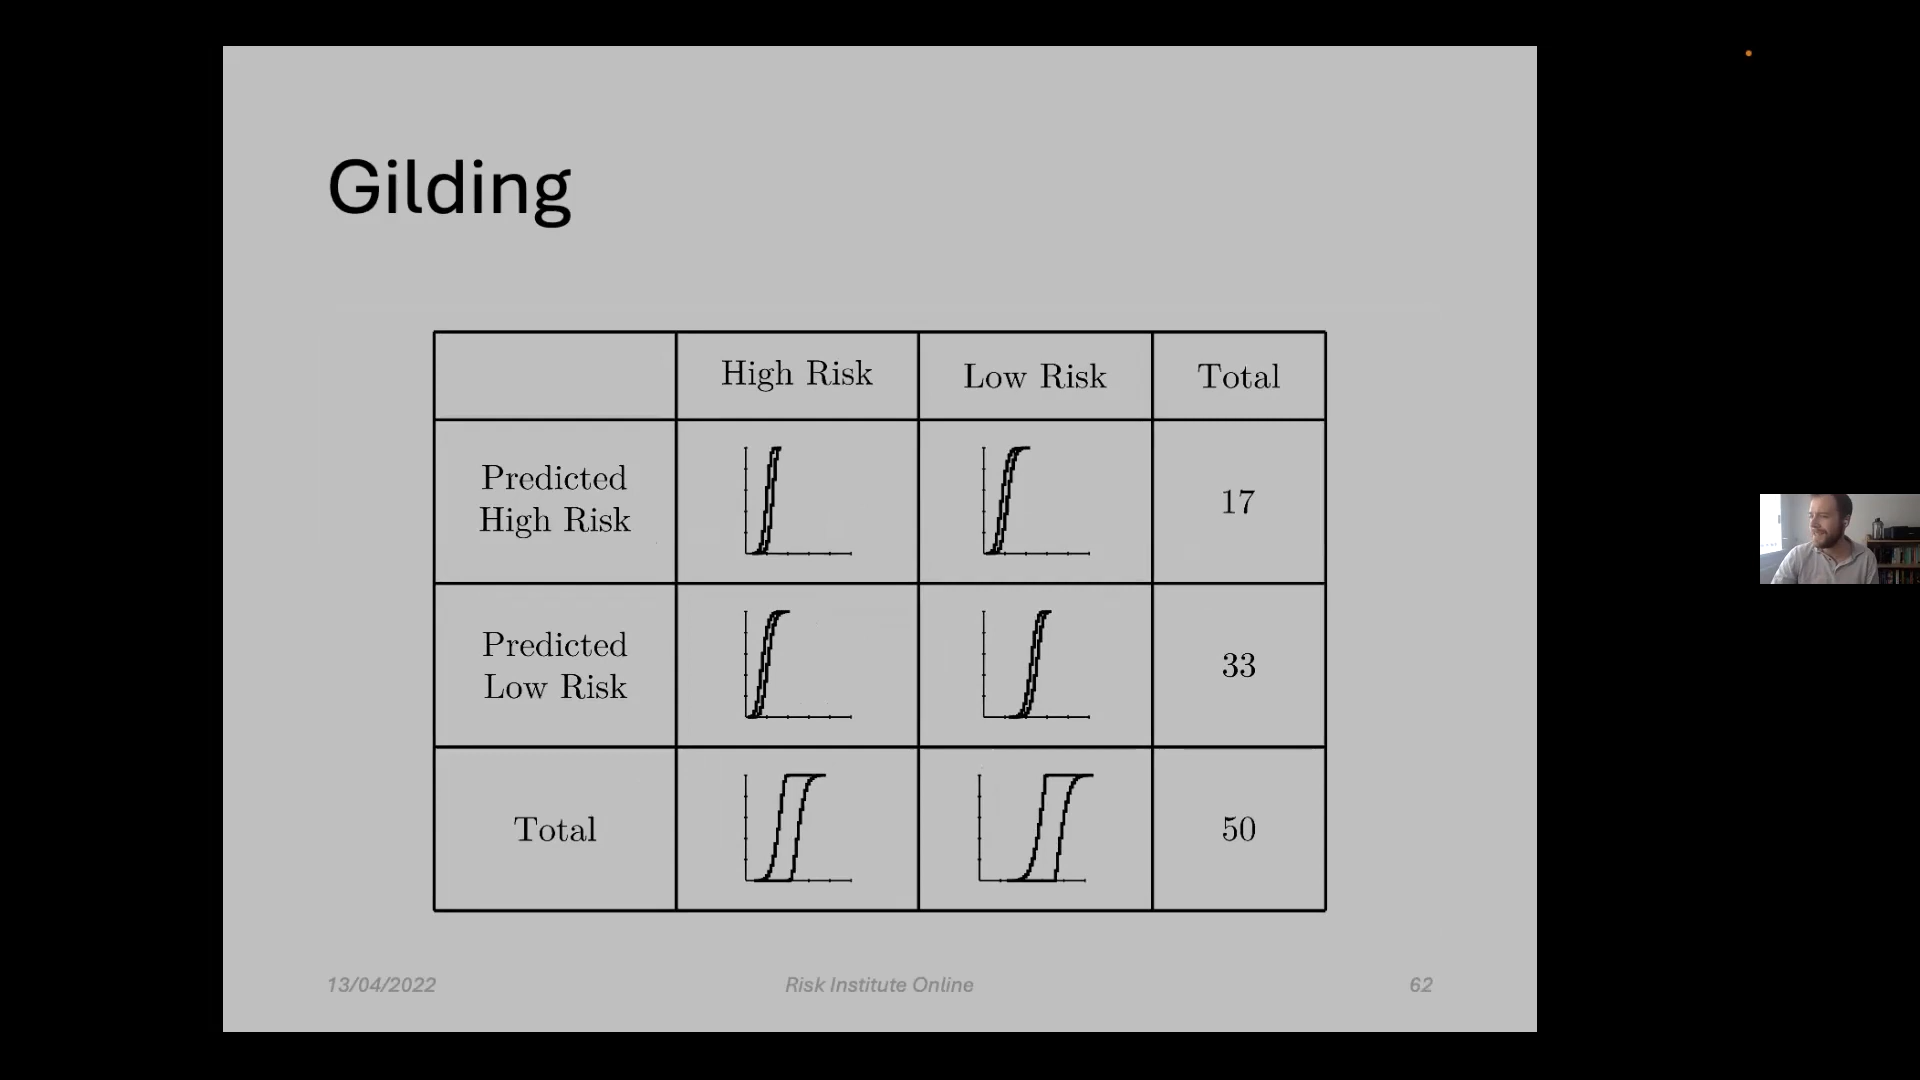 Gilding
High Risk
Low Risk
Total
Predicted
High Risk
17
Predicted
Low Risk
33
Total
50
13/04/2022
Risk Institute Online
62